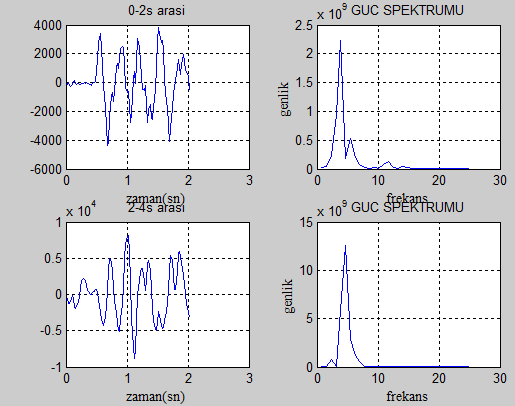 0-2s arasi
4000
2000
0
-2000
-4000
-6000
0 1 2 3
zaman(sn)
x 10^9 GUC SPEKTRUMU
2.5
2
1.5
1
0.5
0
0 10 20 30
genlik
frekans
2-4s arasi
x 10^4
1
0.5
0
-0.5
-1
0 1 2 3
zaman(sn)
x 10^9 GUC SPEKTRUMU
15
10
5
0
0 10 20 30
genlik
frekans